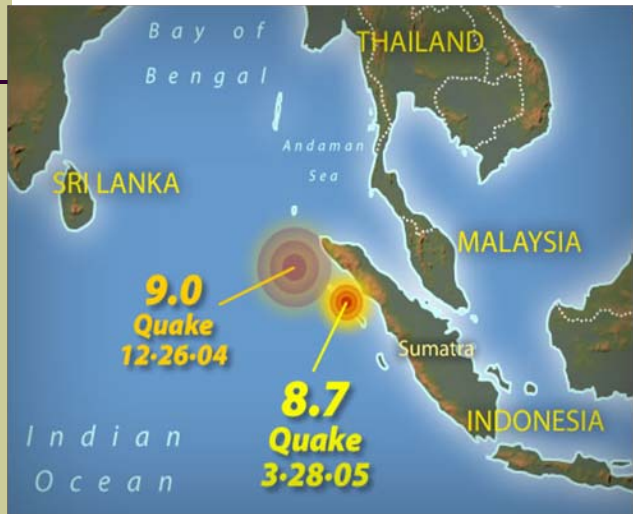 Bay of
Bengal
THAILAND
Andaman
Sea
SRI LANKA
MALAYSIA
9.0
Quake
12•26•04
Sumatra
8.7
Quake
3•28•05
INDONESIA
Indian
Ocean